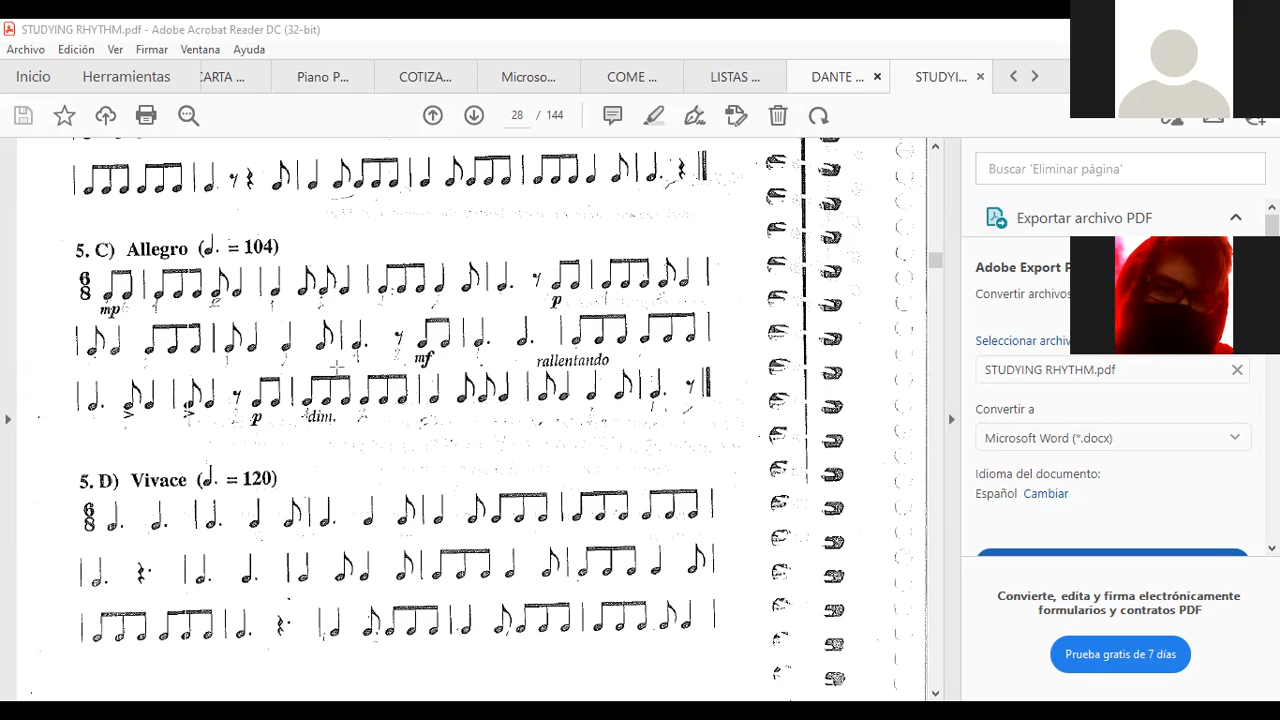 STUDYING RHYTHM.pdf - Adobe Acrobat Reader DC (32-bit)
Archivo Edición Ver Firmar Ventana Ayuda
Inicio Herramientas CARTA ... Piano P... COTIZA... Microso... COME ... LISTAS ... DANTE ... STUDYI...
28 / 144
Buscar 'Eliminar página'
Exportar archivo PDF
5. C) Allegro ( = 104)
6
8
mp
p
Adobe Export P
Convertir archivos
mf
rallentando
Seleccionar archiv
STUDYING RHYTHM.pdf
p
dim.
Convertir a
Microsoft Word (*.docx)
Idioma del documento:
Español Cambiar
5. D) Vivace ( = 120)
6
8
Convierte, edita y firma electrónicamente
formularios y contratos PDF
Prueba gratis de 7 días